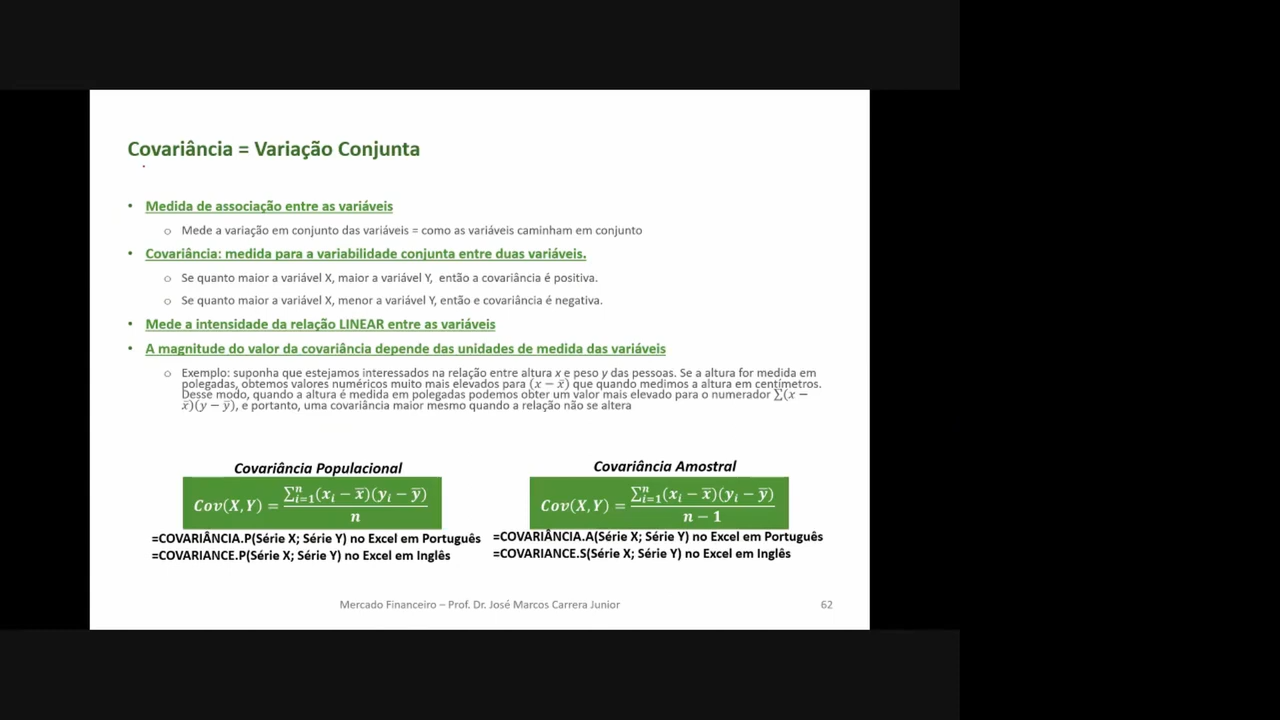 Covariância = Variação Conjunta
• Medida de associação entre as variáveis
o Mede a variação em conjunto das variáveis = como as variáveis caminham em conjunto
• Covariância: medida para a variabilidade conjunta entre duas variáveis.
o Se quanto maior a variável X, maior a variável Y, então a covariância é positiva.
o Se quanto maior a variável X, menor a variável Y, então e covariância é negativa.
• Mede a intensidade da relação LINEAR entre as variáveis
• A magnitude do valor da covariância depende das unidades de medida das variáveis
o Exemplo: suponha que estejamos interessados na relação entre altura x e peso y das pessoas. Se a altura for medida em
polegadas, obtemos valores numéricos muito mais elevados para (x − x̅) que quando medimos a altura em centímetros.
Desse modo, quando a altura é medida em polegadas podemos obter um valor mais elevado para o numerador ∑(x −
x̅)(y − y̅), e portanto, uma covariância maior mesmo quando a relação não se altera
Covariância Populacional
Cov(X, Y) = ∑ⁿᵢ₌₁(xᵢ − x̅)(yᵢ − y̅) / n
=COVARIÂNCIA.P(Série X; Série Y) no Excel em Português
=COVARIANCE.P(Série X; Série Y) no Excel em Inglês
Covariância Amostral
Cov(X, Y) = ∑ⁿᵢ₌₁(xᵢ − x̅)(yᵢ − y̅) / n − 1
=COVARIÂNCIA.A(Série X; Série Y) no Excel em Português
=COVARIANCE.S(Série X; Série Y) no Excel em Inglês
Mercado Financeiro – Prof. Dr. José Marcos Carrera Junior
62